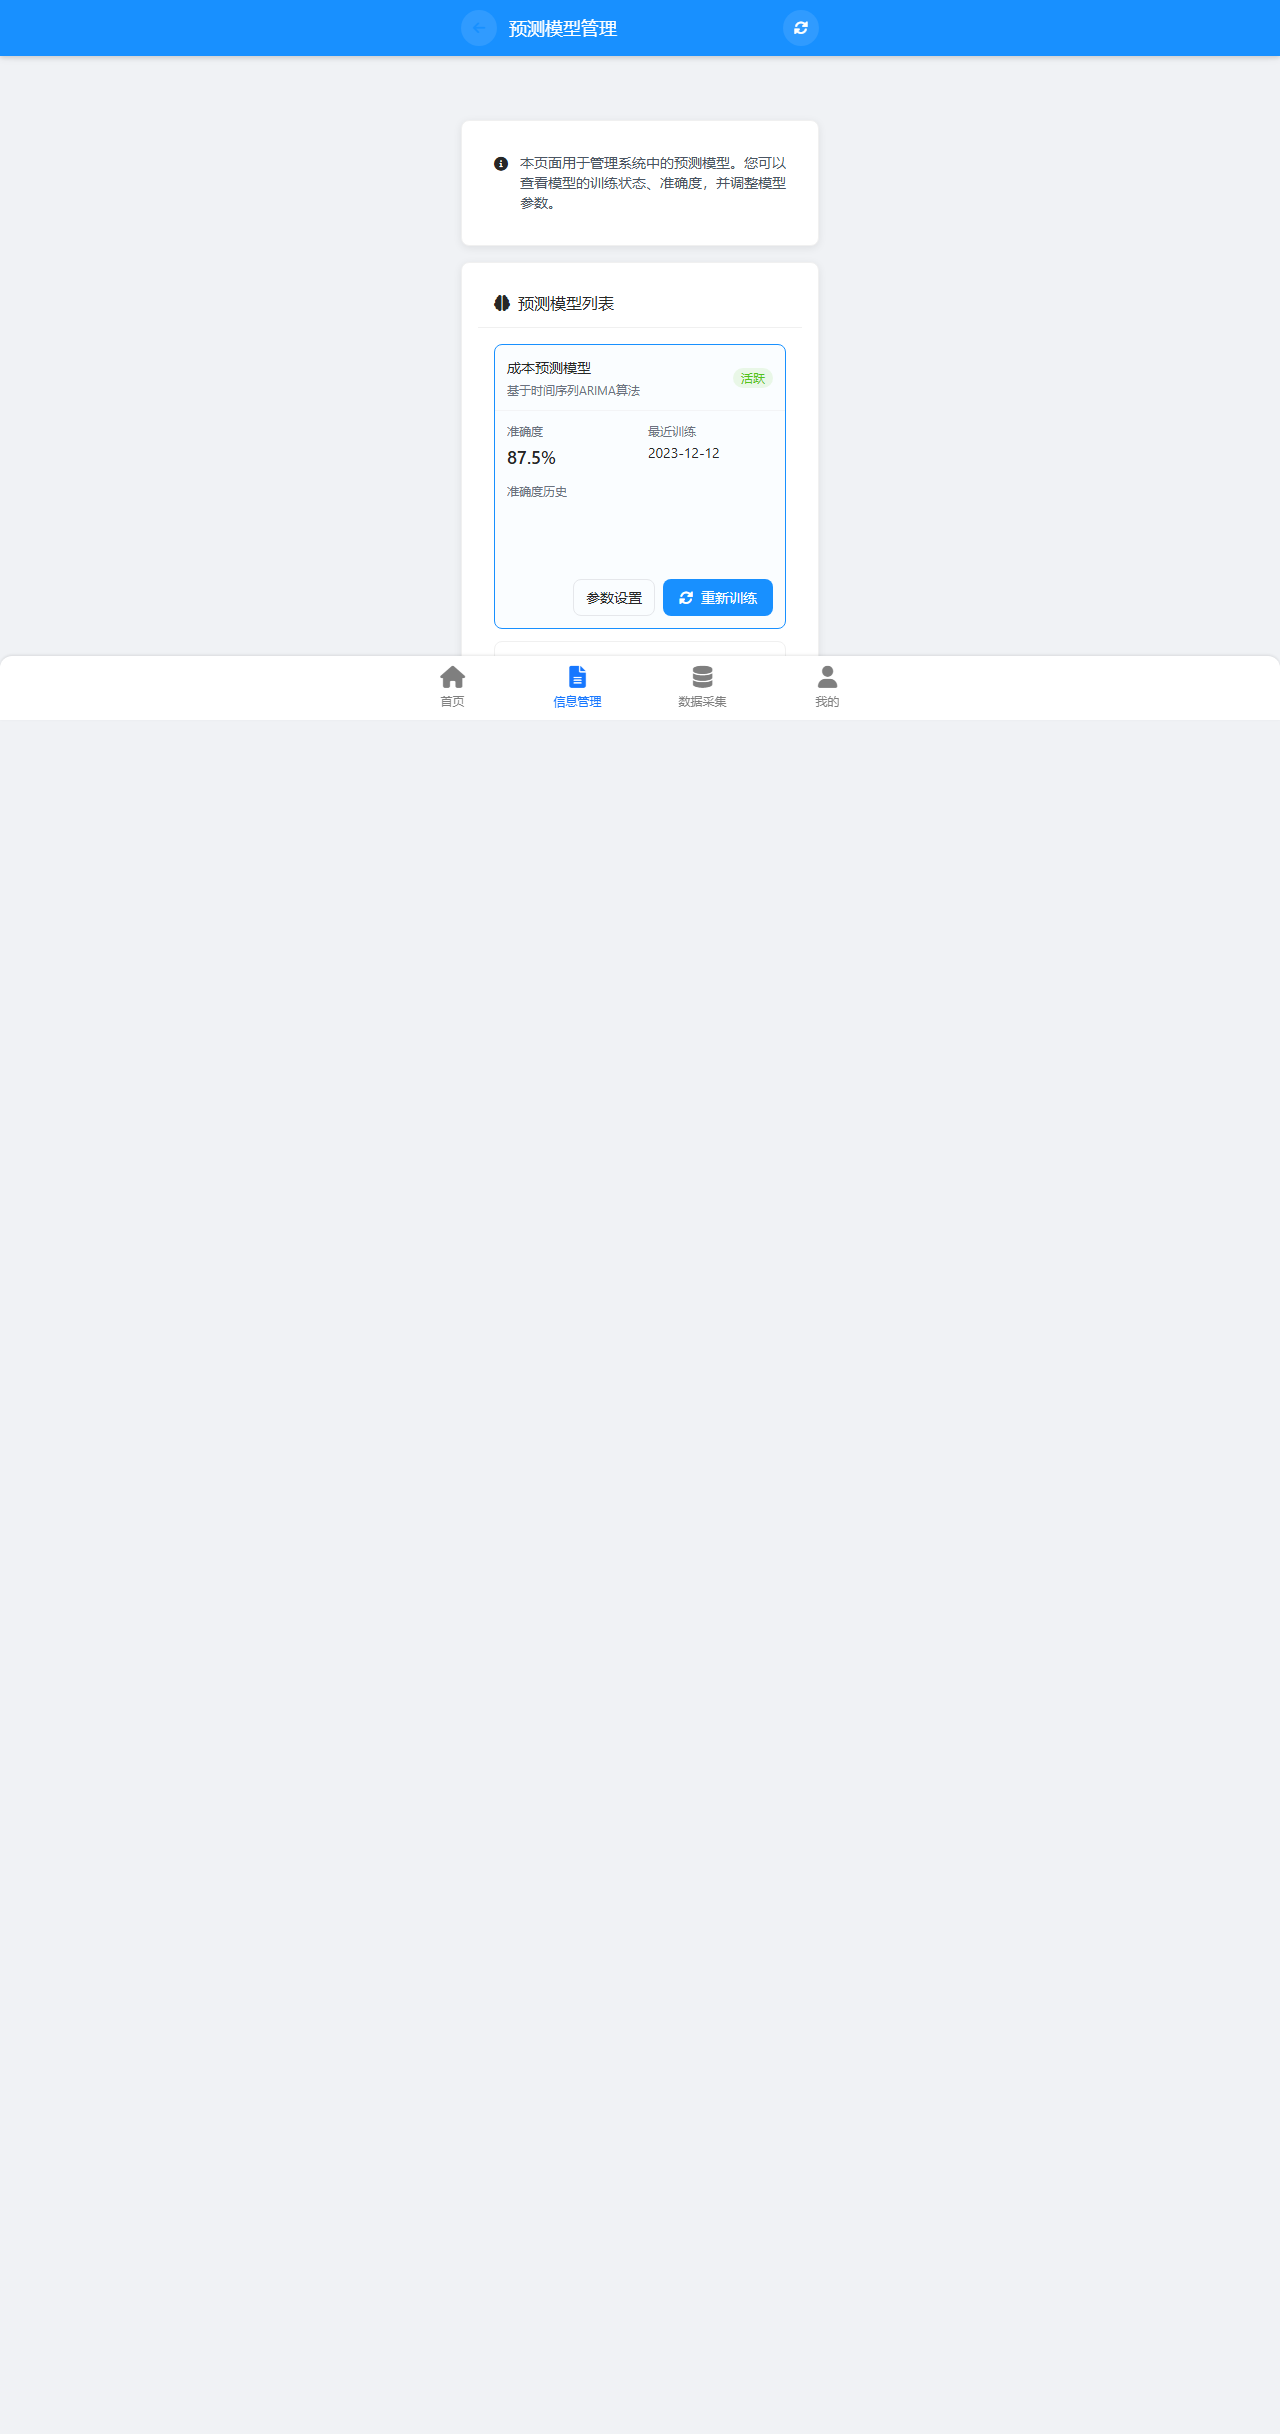 预测模型管理
本页面用于管理系统中的预测模型。您可以
查看模型的训练状态、准确度，并调整模型
参数。
预测模型列表
成本预测模型
基于时间序列ARIMA算法
活跃
准确度
87.5%
最近训练
2023-12-12
准确度历史
参数设置
重新训练
首页
信息管理
数据采集
我的